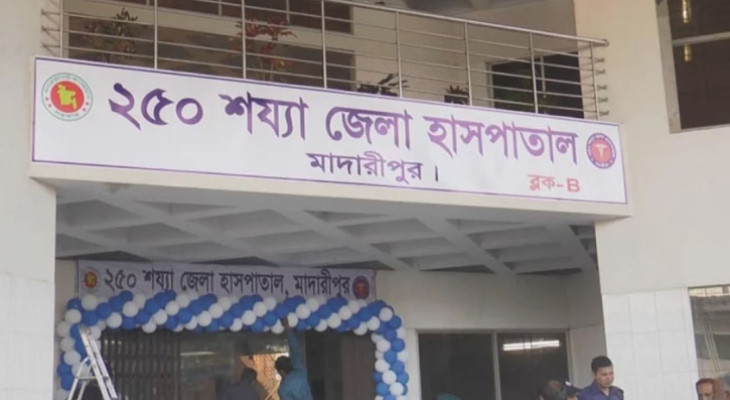 ২৫০ শয্যা জেলা হাসপাতাল
মাদারীপুর।
ব্লক-B
২৫০ শয্যা জেলা হাসপাতাল, মাদারীপুর